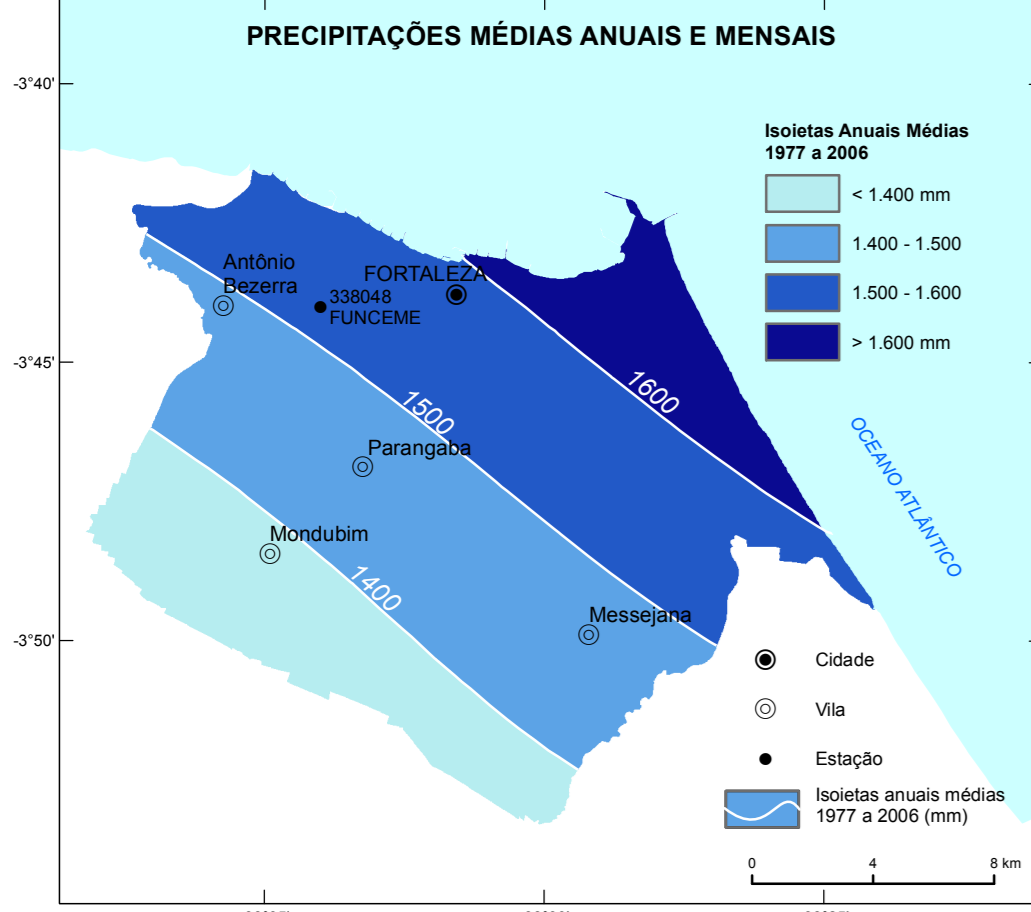 PRECIPITAÇÕES MÉDIAS ANUAIS E MENSAIS
-3°40'
Isoietas Anuais Médias
1977 a 2006
< 1.400 mm
1.400 - 1.500
1.500 - 1.600
> 1.600 mm
Antônio
Bezerra
338048
FUNCEME
FORTALEZA
-3°45'
1600
1500
Parangaba
OCEANO ATLÂNTICO
Mondubim
1400
Messejana
-3°50'
Cidade
Vila
Estação
Isoietas anuais médias
1977 a 2006 (mm)
0 4 8 km